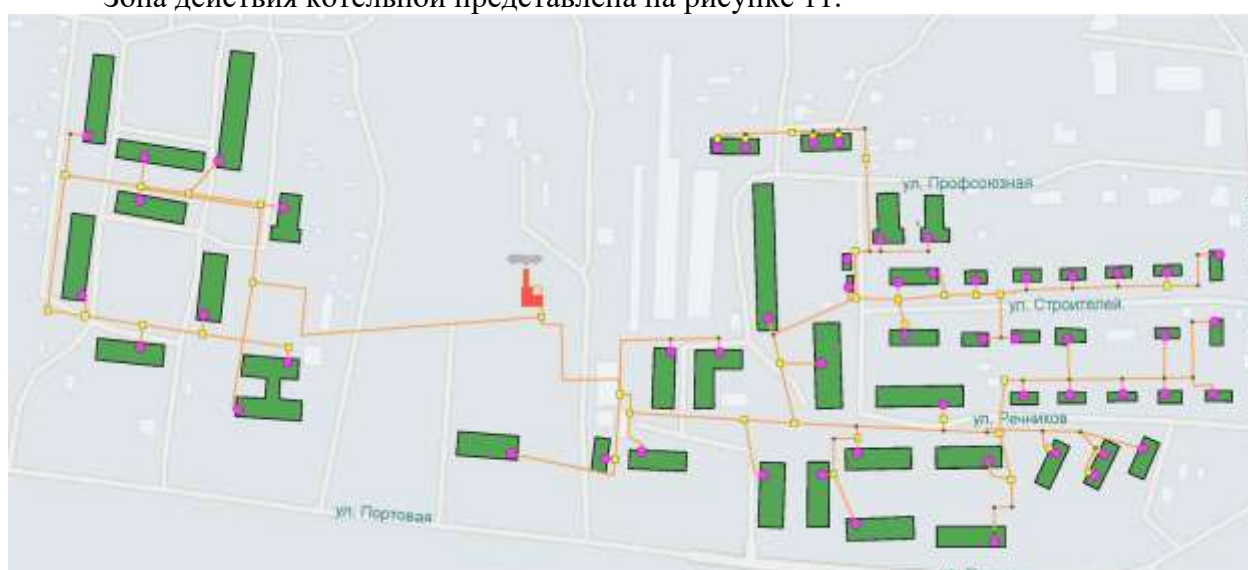 Зона действия котельной представлена на рисунке 11.
ул. Профсоюзная
ул. Строителей
ул. Речников
ул. Портовая